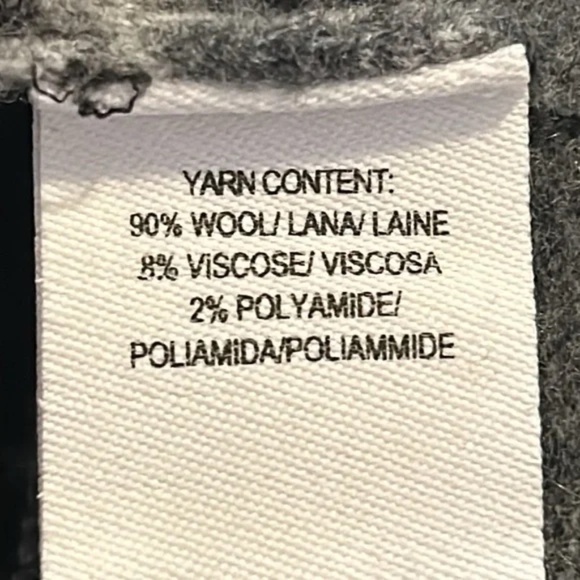 YARN CONTENT:
90% WOOL/ LANA/ LAINE
8% VISCOSE/ VISCOSA
2% POLYAMIDE/
POLIAMIDA/POLIAMMIDE